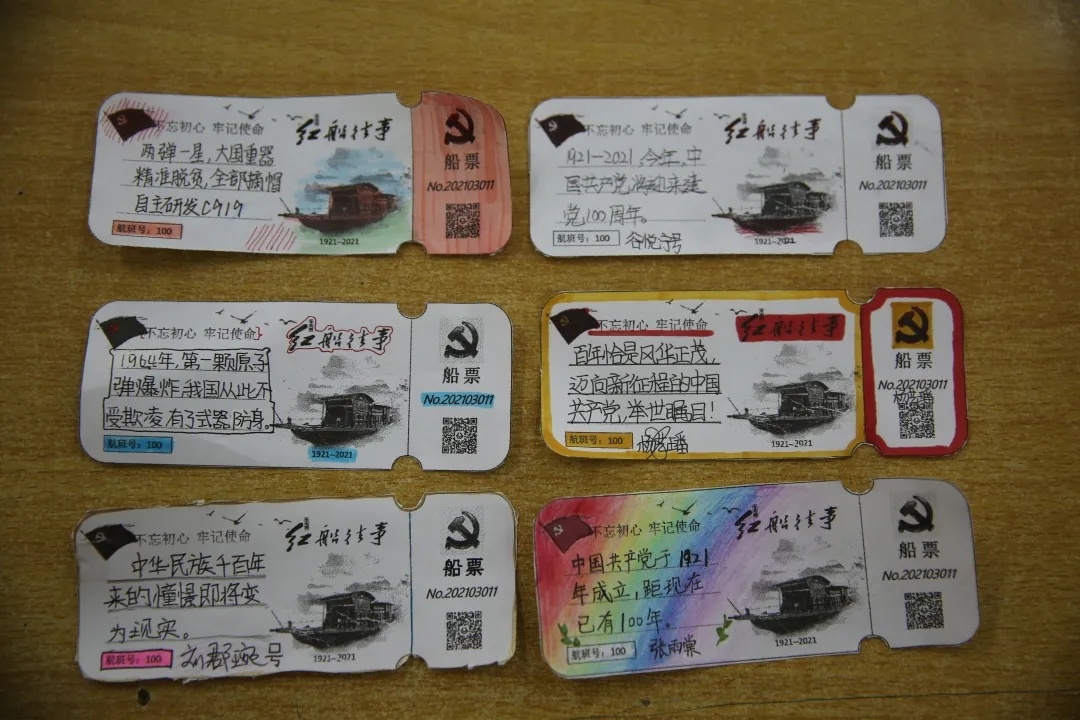 不忘初心 牢记使命
红船往事
两弹一星,大国重器
精准脱贫,全部摘帽
自主研发C919
航班号:100
1921-2021
船票
No.202103011
不忘初心 牢记使命
红船往事
1921-2021,今年,中
国共产党将迎来建
党100周年。
航班号:100
谷悦宁号
1921-2021
船票
No.202103011
不忘初心 牢记使命
红船往事
1964年,第一颗原子
弹爆炸,我国从此不
受欺凌,有了武器防身。
航班号:100
1921-2021
船票
No.202103011
不忘初心 牢记使命
红船往事
百年恰是风华正茂,
迈向新征程的中国
共产党,举世瞩目!
航班号:100
1921-2021
船票
No.202103011
不忘初心 牢记使命
红船往事
中华民族千百年
来的憧憬即将变
为现实。
航班号:100
1921-2021
船票
No.202103011
不忘初心 牢记使命
红船往事
中国共产党于1921
年成立,距现在
已有100年。
航班号:100
张雨棠
1921-2021
船票
No.202103011